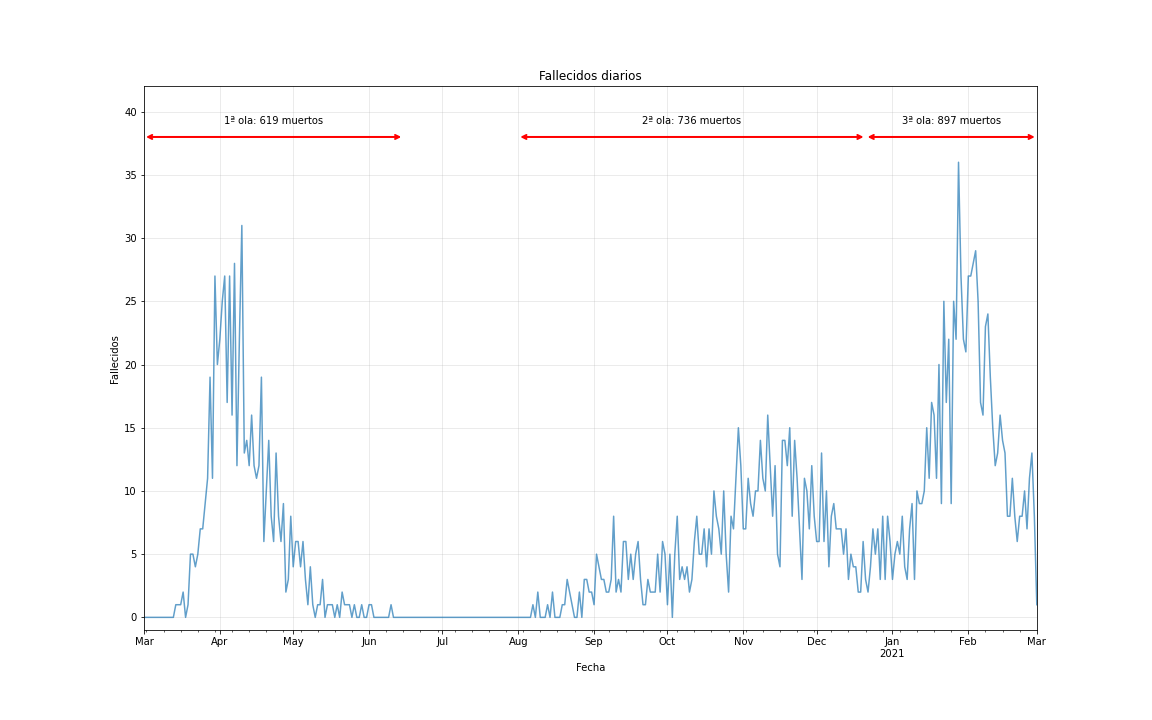 Fallecidos diarios
40
1ª ola: 619 muertos
2ª ola: 736 muertos
3ª ola: 897 muertos
35
30
25
20
15
10
5
0
Fallecidos
Mar
Apr
May
Jun
Jul
Aug
Sep
Oct
Nov
Dec
Jan
2021
Feb
Mar
Fecha